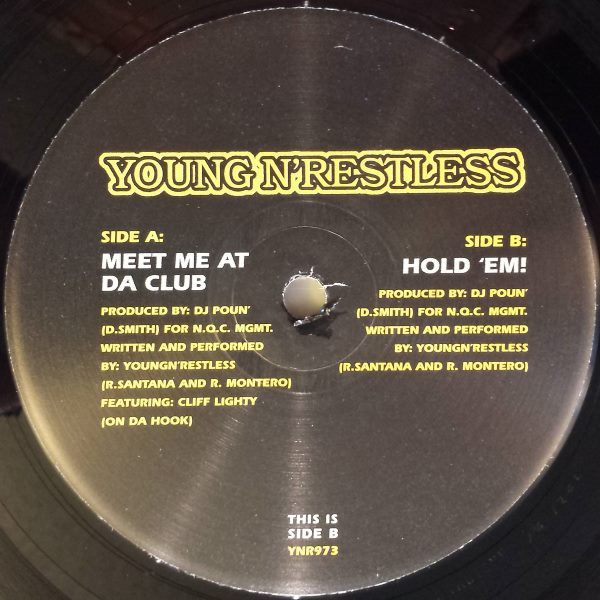 YOUNG N'RESTLESS
SIDE A:
MEET ME AT
DA CLUB
PRODUCED BY: DJ POUN'
(D.SMITH) FOR N.Q.C. MGMT.
WRITTEN AND PERFORMED
BY: YOUNGN'RESTLESS
(R.SANTANA AND R. MONTERO)
FEATURING: CLIFF LIGHTY
(ON DA HOOK)
SIDE B:
HOLD 'EM!
PRODUCED BY: DJ POUN'
(D.SMITH) FOR N.Q.C. MGMT.
WRITTEN AND PERFORMED
BY: YOUNGN'RESTLESS
(R.SANTANA AND R. MONTERO)
THIS IS
SIDE B
YNR973